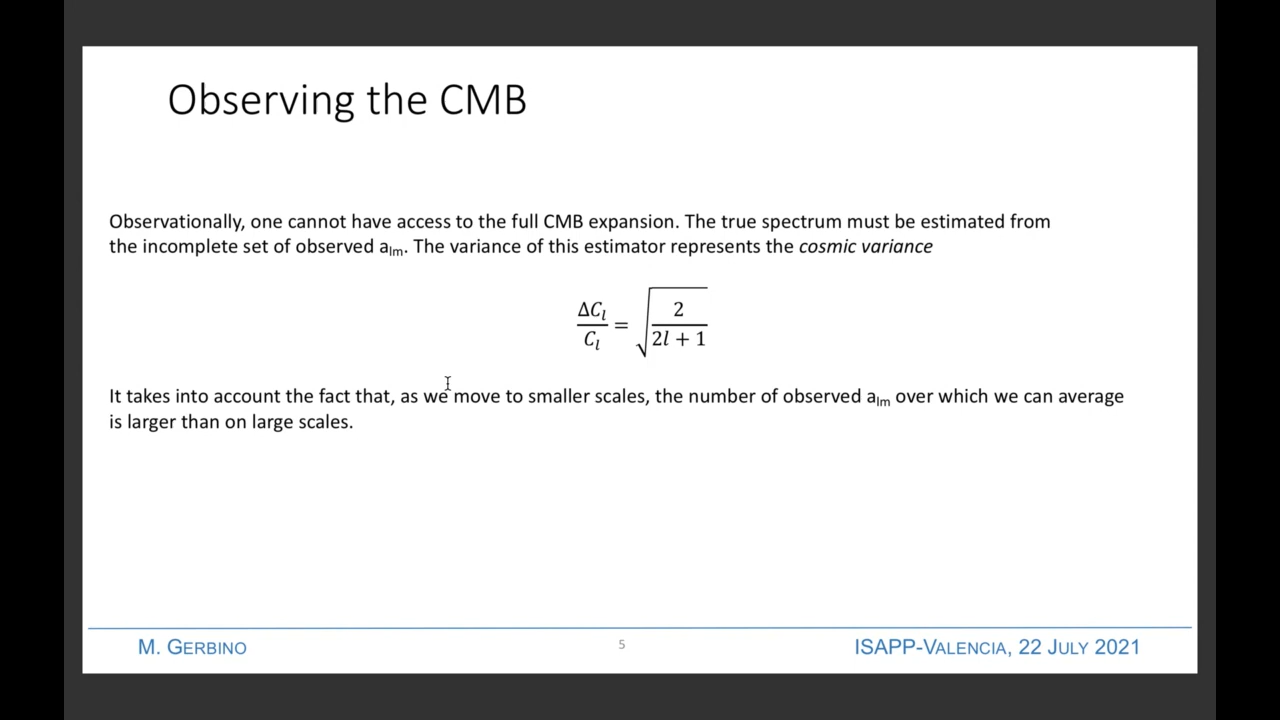 Observing the CMB
Observationally, one cannot have access to the full CMB expansion. The true spectrum must be estimated from
the incomplete set of observed alm. The variance of this estimator represents the cosmic variance
ΔCl / Cl = √(2 / (2l + 1))
It takes into account the fact that, as we move to smaller scales, the number of observed alm over which we can average
is larger than on large scales.
M. GERBINO 5 ISAPP-VALENCIA, 22 JULY 2021